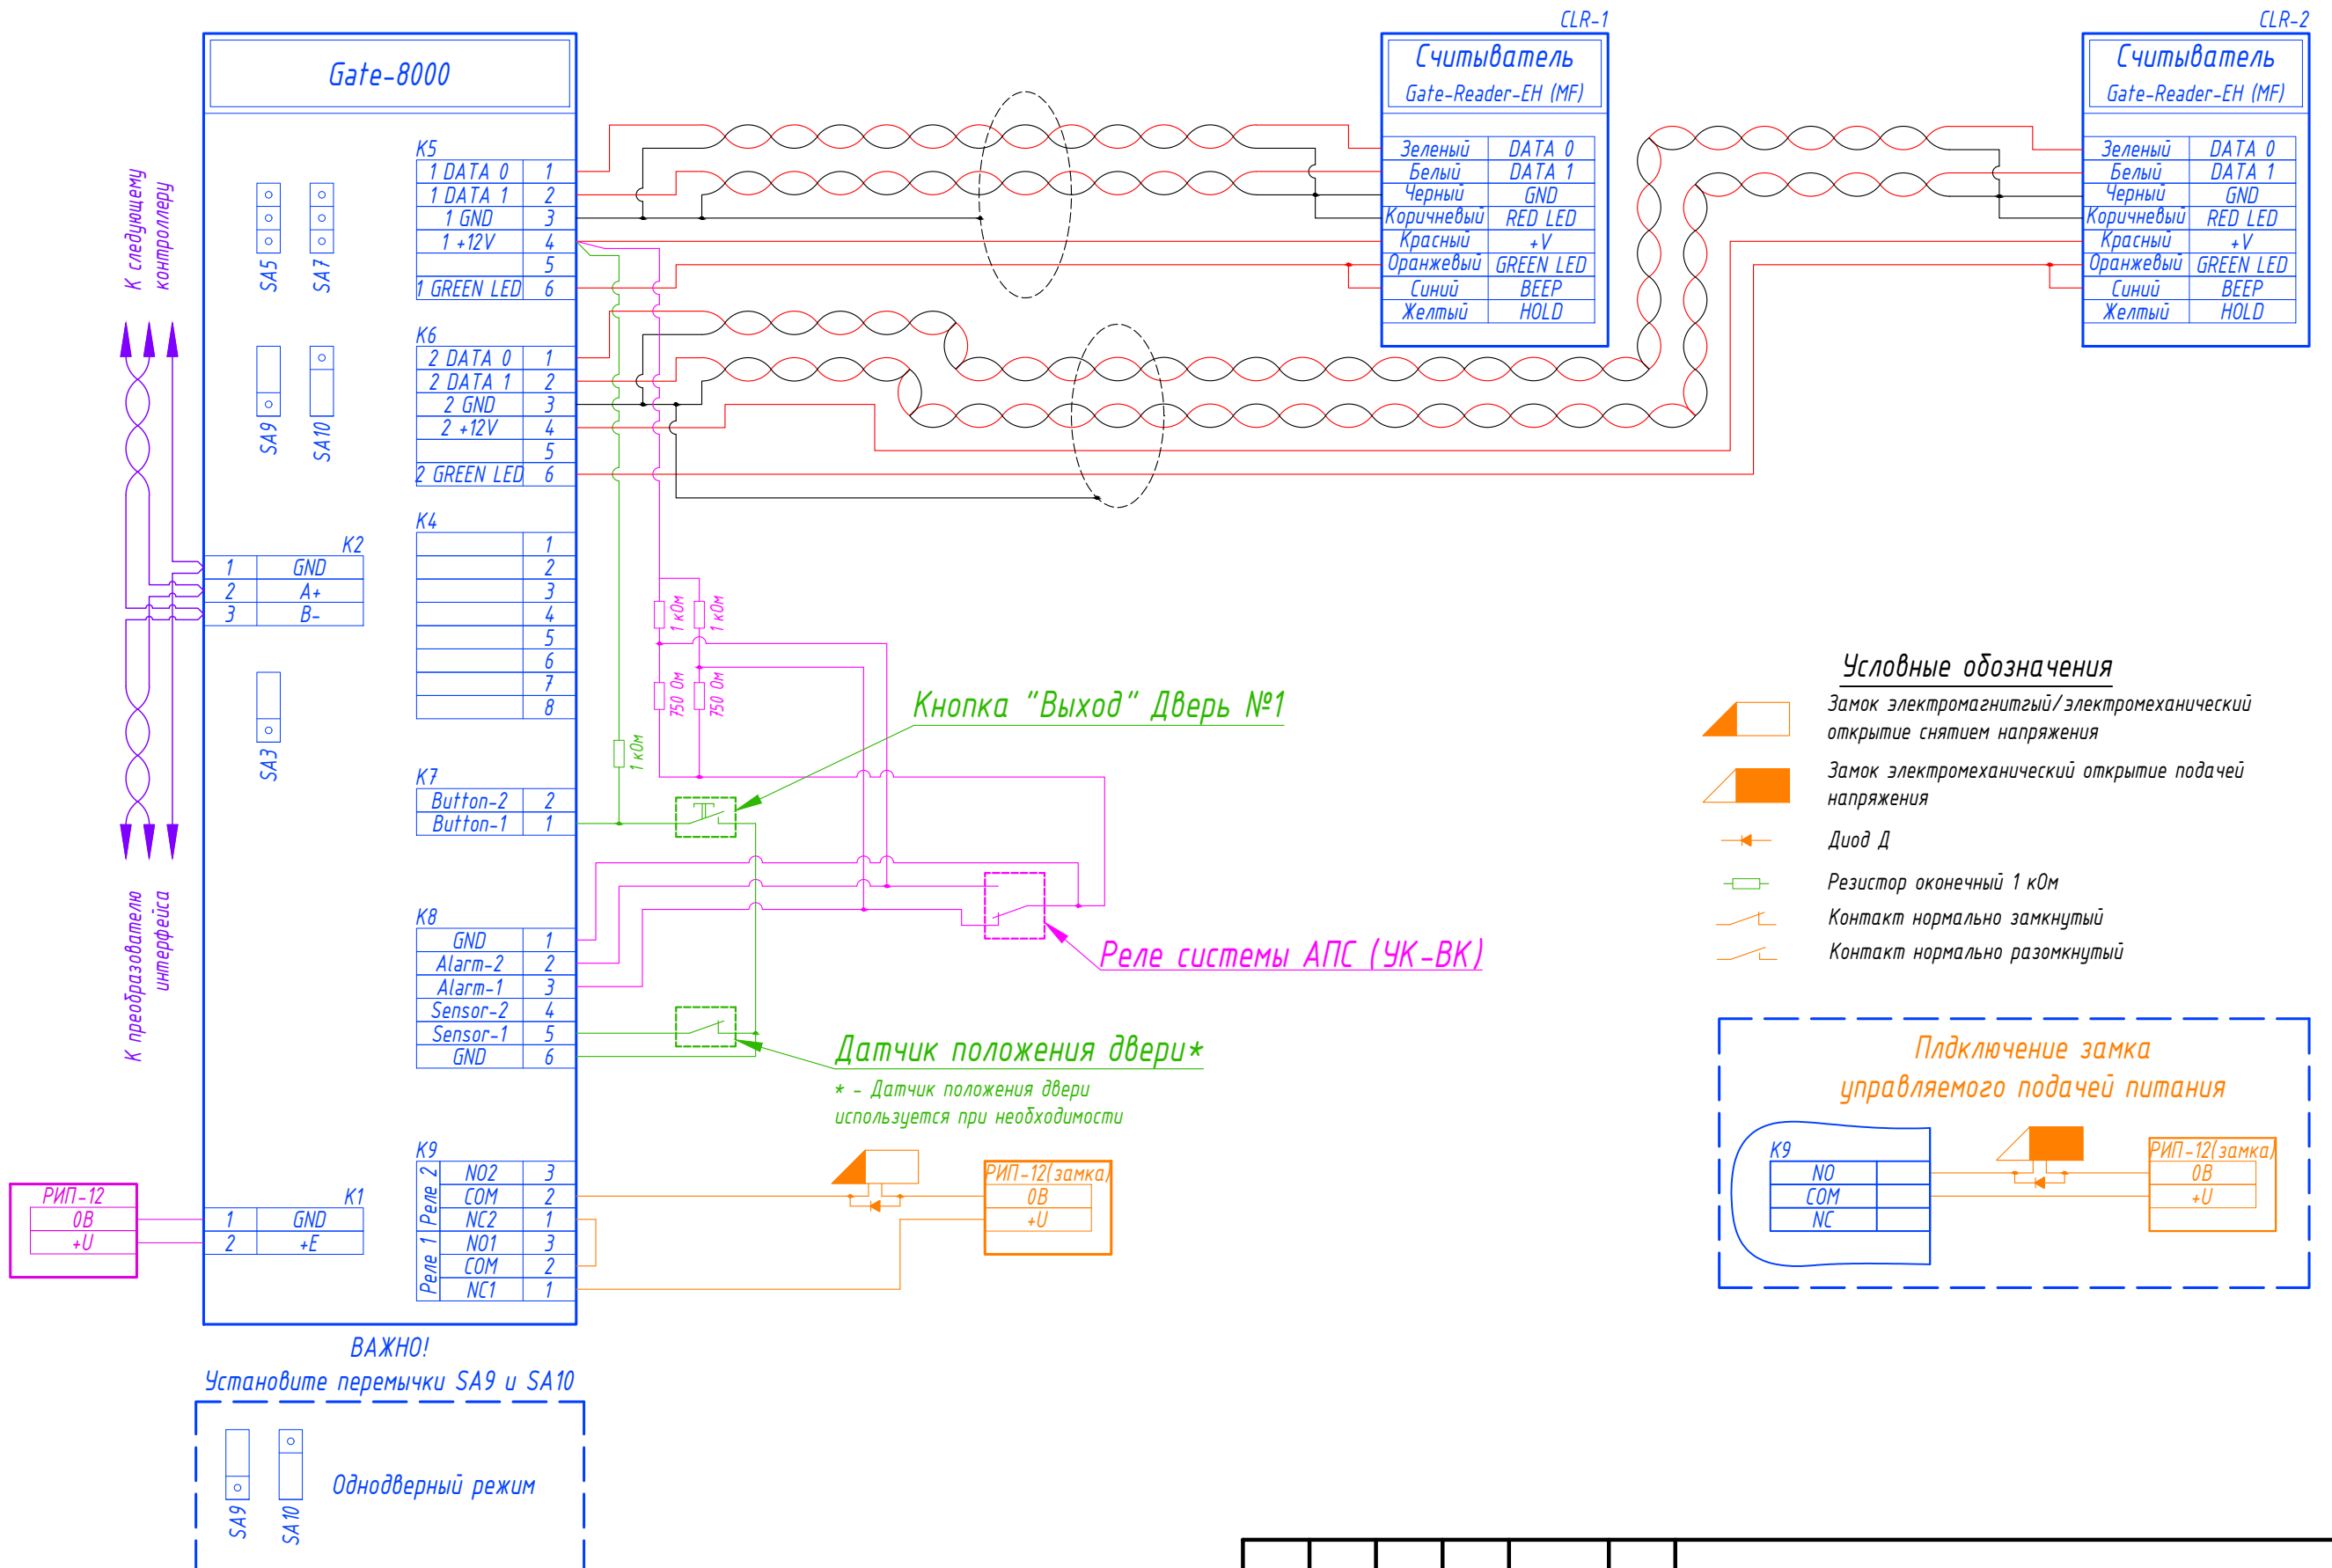 Gate-8000
К следующему
контроллеру
К преобразователю
интерфейса
SA5
SA7
SA9
SA10
SA3
K5
1 DATA 0 1
1 DATA 1 2
1 GND 3
1 +12V 4
5
1 GREEN LED 6
K6
2 DATA 0 1
2 DATA 1 2
2 GND 3
2 +12V 4
5
2 GREEN LED 6
K4
1
2
3
4
5
6
7
8
K2
1 GND
2 A+
3 B-
K7
Button-2 2
Button-1 1
K8
GND 1
Alarm-2 2
Alarm-1 3
Sensor-2 4
Sensor-1 5
GND 6
K9
Реле 2
NO2 3
COM 2
NC2 1
Реле 1
NO1 3
COM 2
NC1 1
K1
1 GND
2 +E
РИП-12
0В
+U
CLR-1
Считыватель
Gate-Reader-EH (MF)
Зеленый DATA 0
Белый DATA 1
Черный GND
Коричневый RED LED
Красный +V
Оранжевый GREEN LED
Синий BEEP
Желтый HOLD
CLR-2
Считыватель
Gate-Reader-EH (MF)
Зеленый DATA 0
Белый DATA 1
Черный GND
Коричневый RED LED
Красный +V
Оранжевый GREEN LED
Синий BEEP
Желтый HOLD
1 кОм
1 кОм
750 Ом
750 Ом
1 кОм
Кнопка "Выход" Дверь №1
Реле системы АПС (УК-ВК)
Датчик положения двери*
* - Датчик положения двери
используется при необходимости
РИП-12(замка)
0В
+U
Условные обозначения
Замок электромагнитгый/электромеханический
открытие снятием напряжения
Замок электромеханический открытие подачей
напряжения
Диод Д
Резистор оконечный 1 кОм
Контакт нормально замкнутый
Контакт нормально разомкнутый
Плдключение замка
управляемого подачей питания
K9
NO
COM
NC
РИП-12(замка)
0В
+U
ВАЖНО!
Установите перемычки SA9 и SA10
SA9
SA10
Однодверный режим